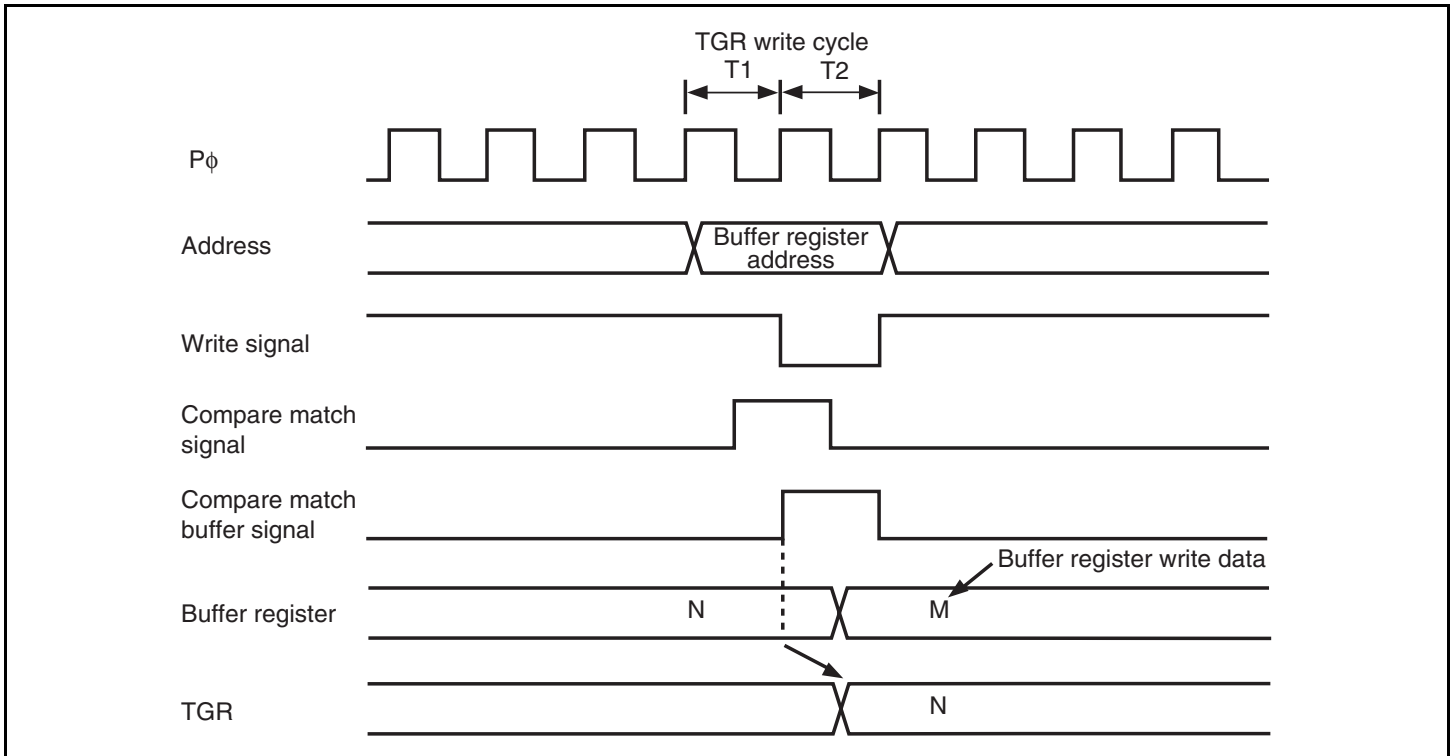 TGR write cycle
T1 T2
Pϕ
Address
Buffer register
address
Write signal
Compare match
signal
Compare match
buffer signal
Buffer register write data
Buffer register
N
M
TGR
N